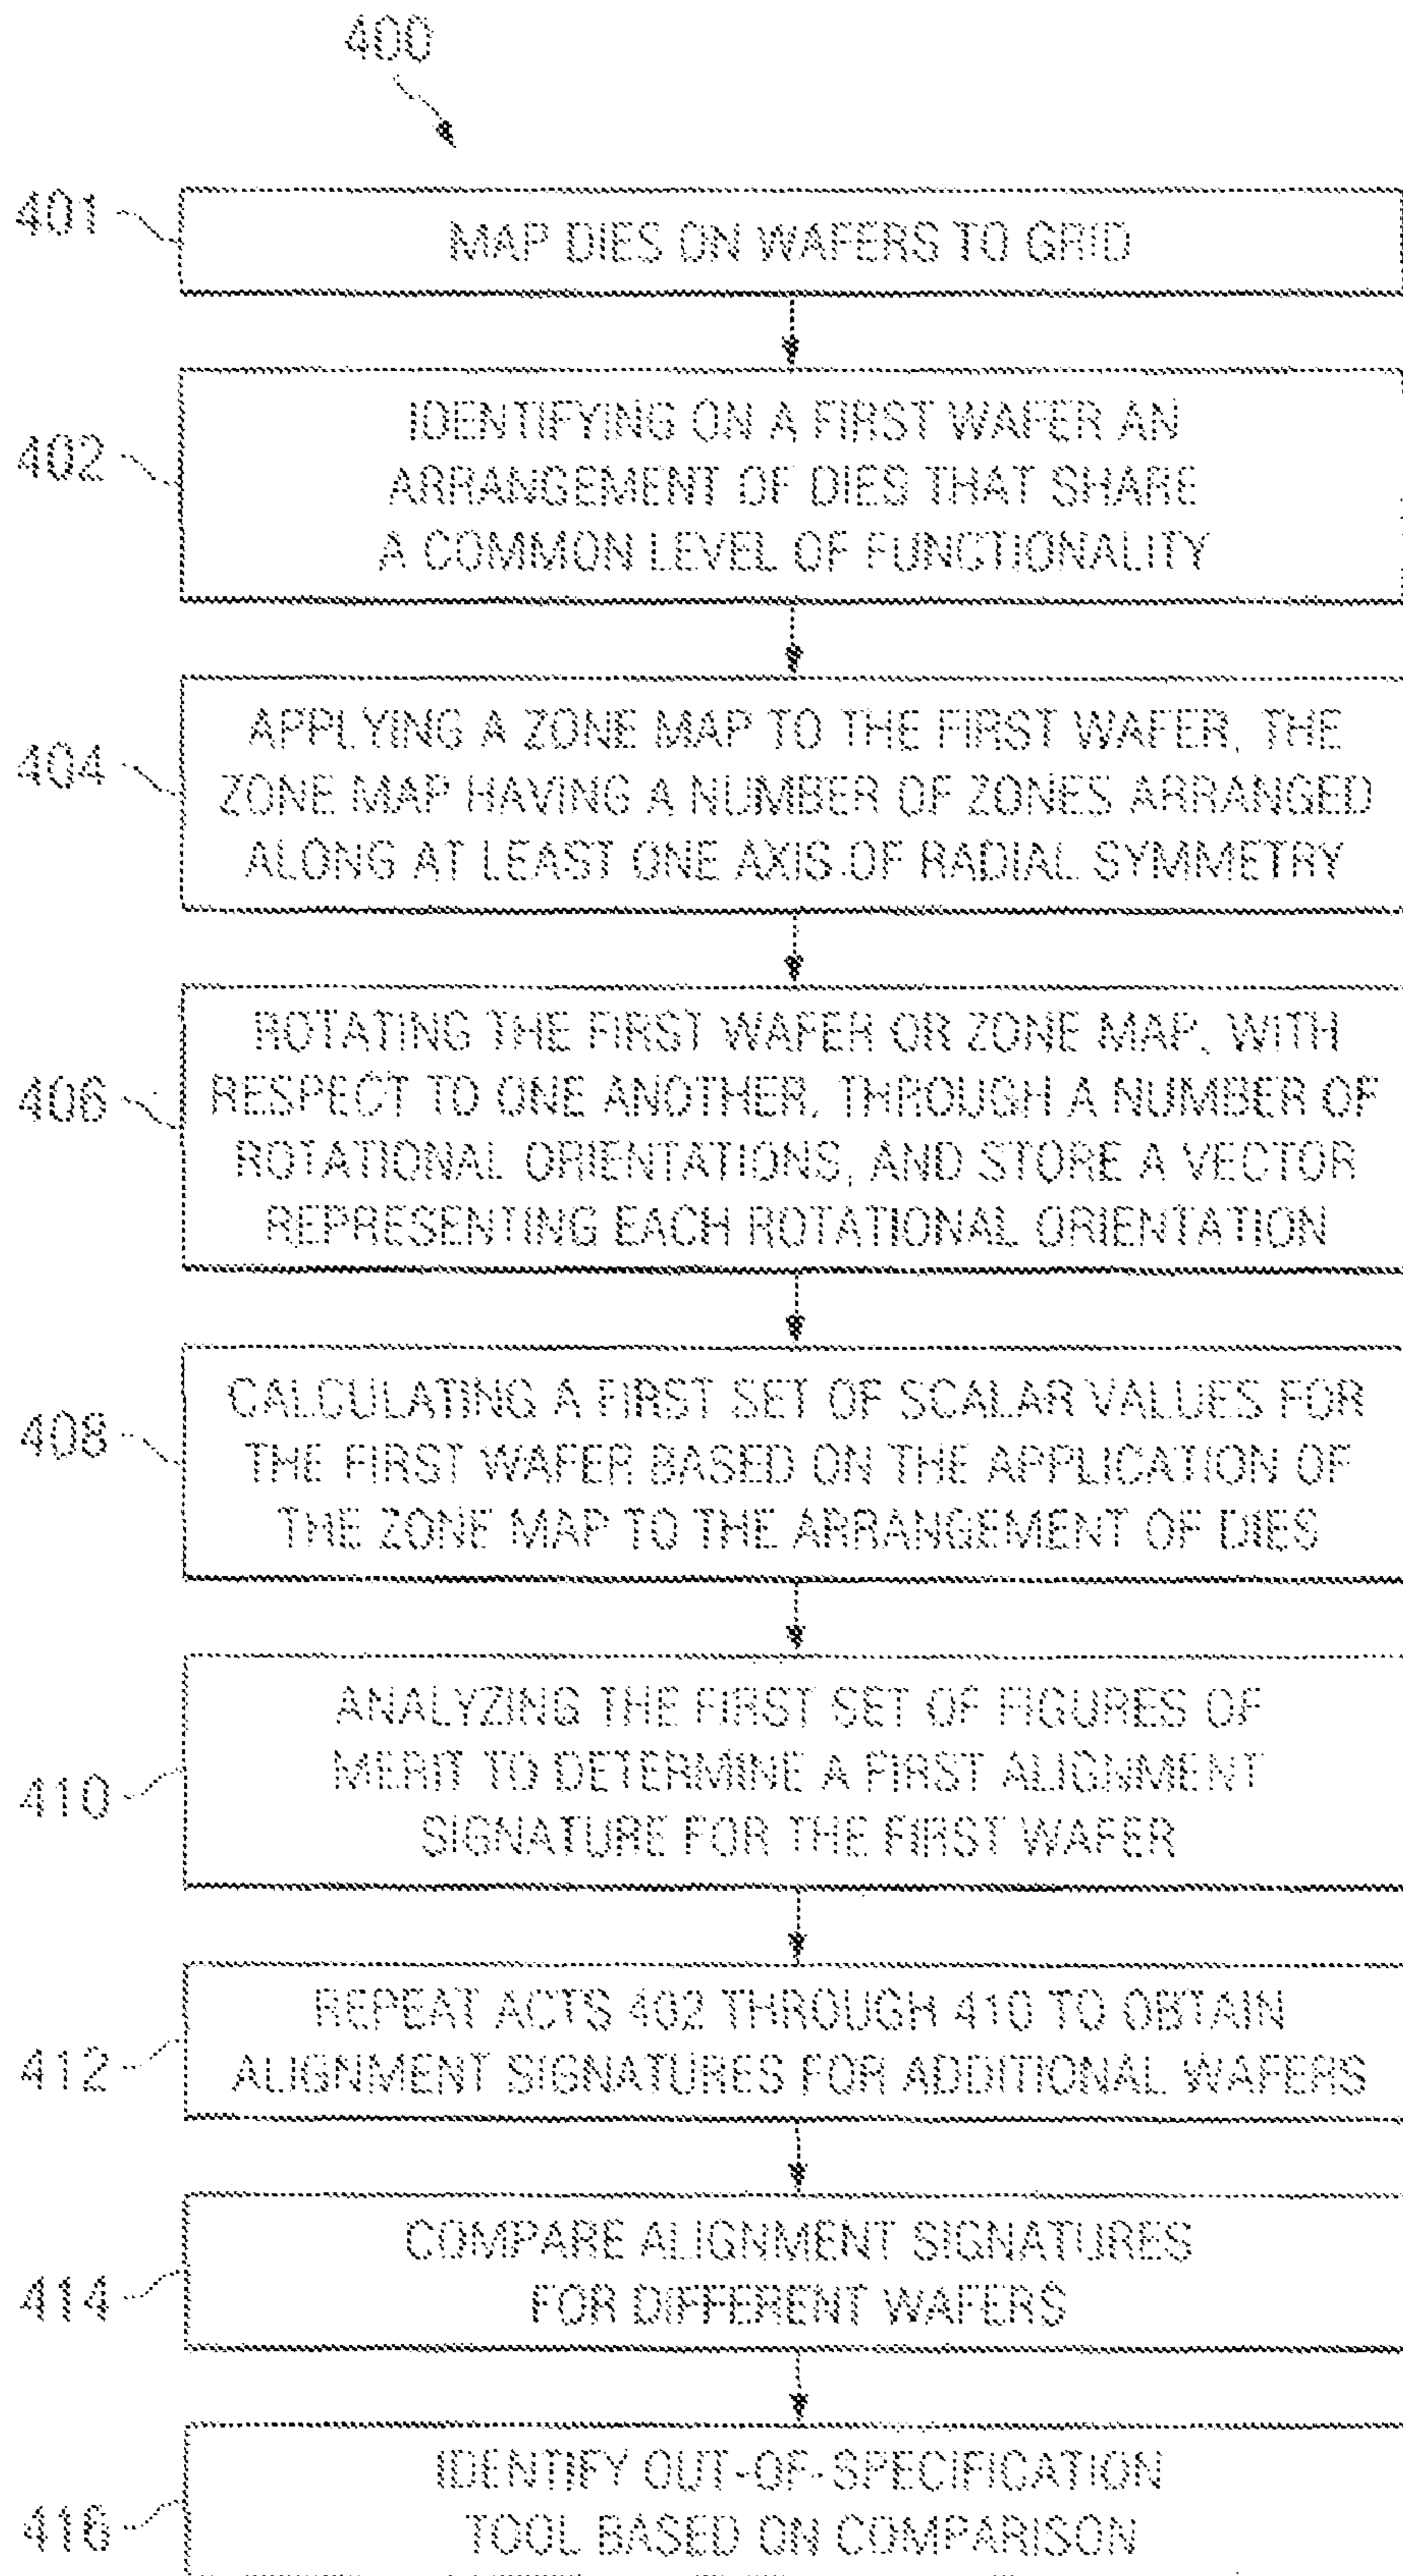 400
401
MAP DIES ON WAFERS TO GRID
402
IDENTIFYING ON A FIRST WAFER AN
ARRANGEMENT OF DIES THAT SHARE
A COMMON LEVEL OF FUNCTIONALITY
404
APPLYING A ZONE MAP TO THE FIRST WAFER, THE
ZONE MAP HAVING A NUMBER OF ZONES ARRANGED
ALONG AT LEAST ONE AXIS OF RADIAL SYMMETRY
406
ROTATING THE FIRST WAFER OR ZONE MAP, WITH
RESPECT TO ONE ANOTHER, THROUGH A NUMBER OF
ROTATIONAL ORIENTATIONS, AND STORE A VECTOR
REPRESENTING EACH ROTATIONAL ORIENTATION
408
CALCULATING A FIRST SET OF SCALAR VALUES FOR
THE FIRST WAFER BASED ON THE APPLICATION OF
THE ZONE MAP TO THE ARRANGEMENT OF DIES
410
ANALYZING THE FIRST SET OF FIGURES OF
MERIT TO DETERMINE A FIRST ALIGNMENT
SIGNATURE FOR THE FIRST WAFER
412
REPEAT ACTS 402 THROUGH 410 TO OBTAIN
ALIGNMENT SIGNATURES FOR ADDITIONAL WAFERS
414
COMPARE ALIGNMENT SIGNATURES
FOR DIFFERENT WAFERS
416
IDENTIFY OUT-OF-SPECIFICATION
TOOL BASED ON COMPARISON